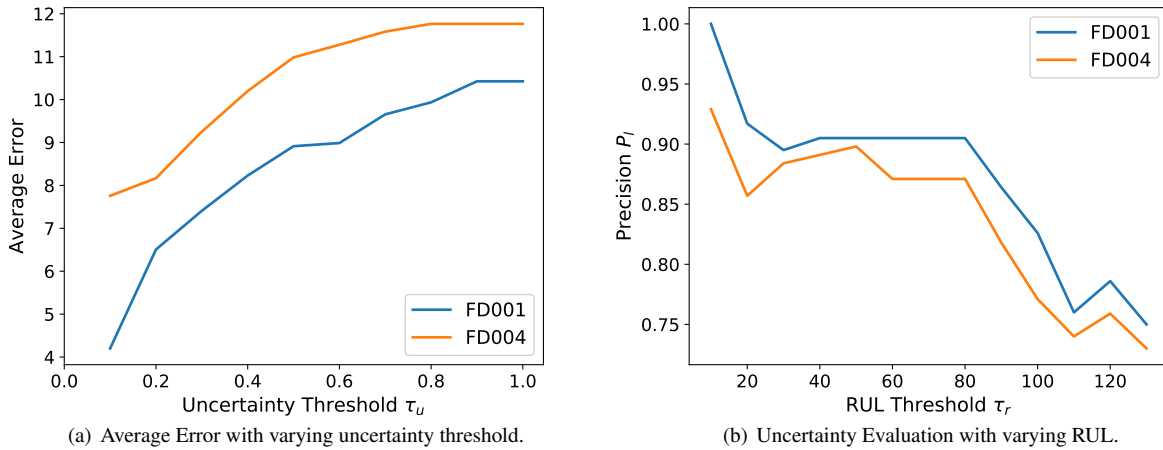 12
11
10
9
8
7
6
5
4
Average Error
0.0 0.2 0.4 0.6 0.8 1.0
Uncertainty Threshold τ_u
FD001
FD004
(a) Average Error with varying uncertainty threshold.
1.00
0.95
0.90
0.85
0.80
0.75
Precision P_l
20 40 60 80 100 120
RUL Threshold τ_r
FD001
FD004
(b) Uncertainty Evaluation with varying RUL.